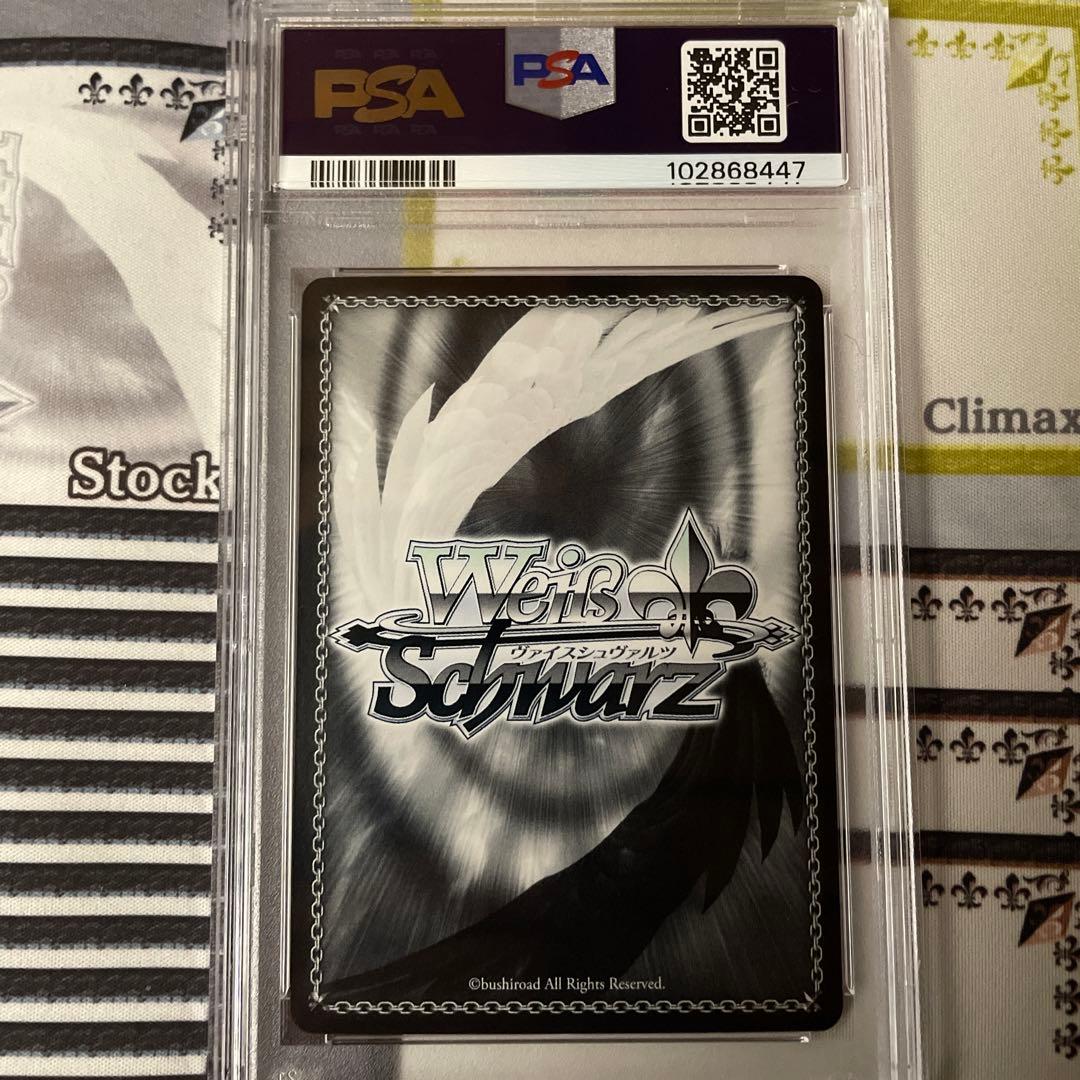 PSA
PSA
102868447
Stock
Climax
Weiß
ヴァイスシュヴァルツ
Schwarz
©bushiroad All Rights Reserved.